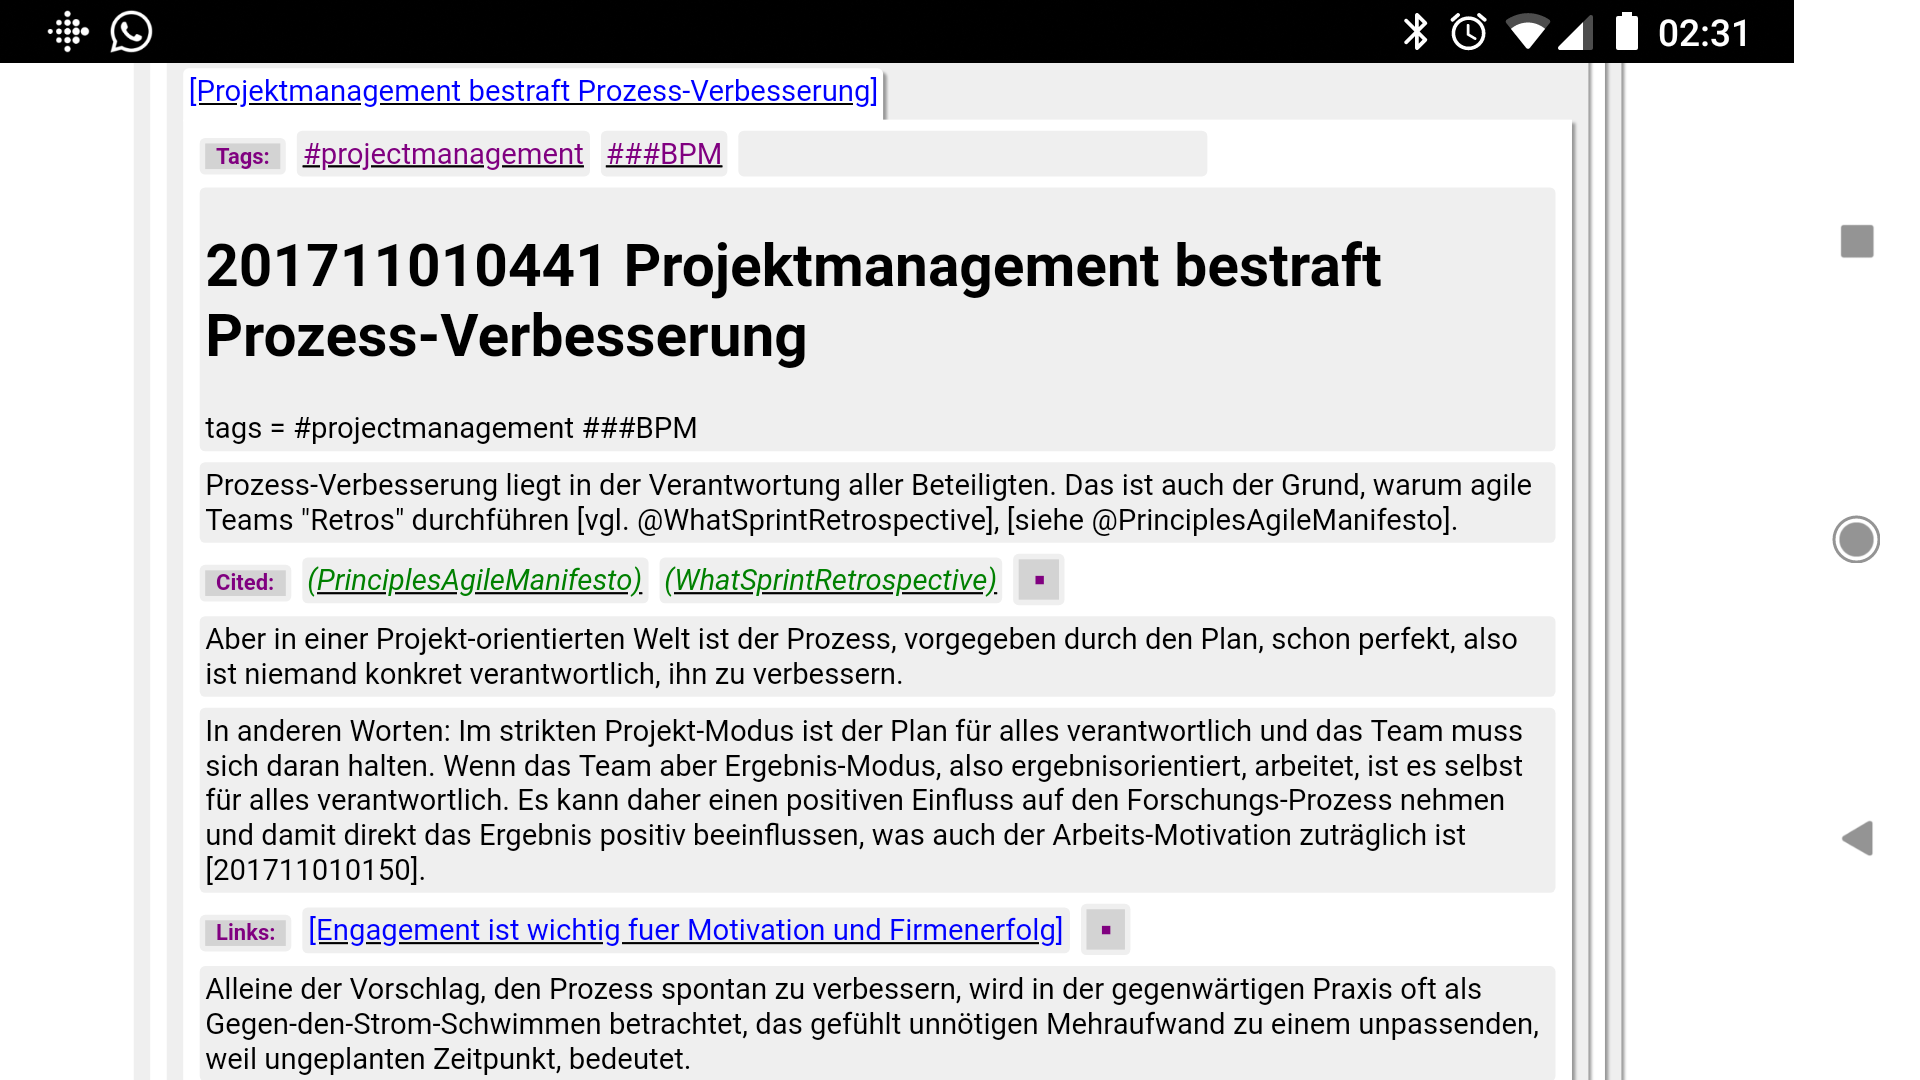 02:31
[Projektmanagement bestraft Prozess-Verbesserung]
Tags: #projectmanagement ###BPM
201711010441 Projektmanagement bestraft
Prozess-Verbesserung
tags = #projectmanagement ###BPM
Prozess-Verbesserung liegt in der Verantwortung aller Beteiligten. Das ist auch der Grund, warum agile
Teams "Retros" durchführen [vgl. @WhatSprintRetrospective], [siehe @PrinciplesAgileManifesto].
Cited: (PrinciplesAgileManifesto) (WhatSprintRetrospective)
Aber in einer Projekt-orientierten Welt ist der Prozess, vorgegeben durch den Plan, schon perfekt, also
ist niemand konkret verantwortlich, ihn zu verbessern.
In anderen Worten: Im strikten Projekt-Modus ist der Plan für alles verantwortlich und das Team muss
sich daran halten. Wenn das Team aber Ergebnis-Modus, also ergebnisorientiert, arbeitet, ist es selbst
für alles verantwortlich. Es kann daher einen positiven Einfluss auf den Forschungs-Prozess nehmen
und damit direkt das Ergebnis positiv beeinflussen, was auch der Arbeits-Motivation zuträglich ist
[201711010150].
Links: [Engagement ist wichtig fuer Motivation und Firmenerfolg]
Alleine der Vorschlag, den Prozess spontan zu verbessern, wird in der gegenwärtigen Praxis oft als
Gegen-den-Strom-Schwimmen betrachtet, das gefühlt unnötigen Mehraufwand zu einem unpassenden,
weil ungeplanten Zeitpunkt, bedeutet.